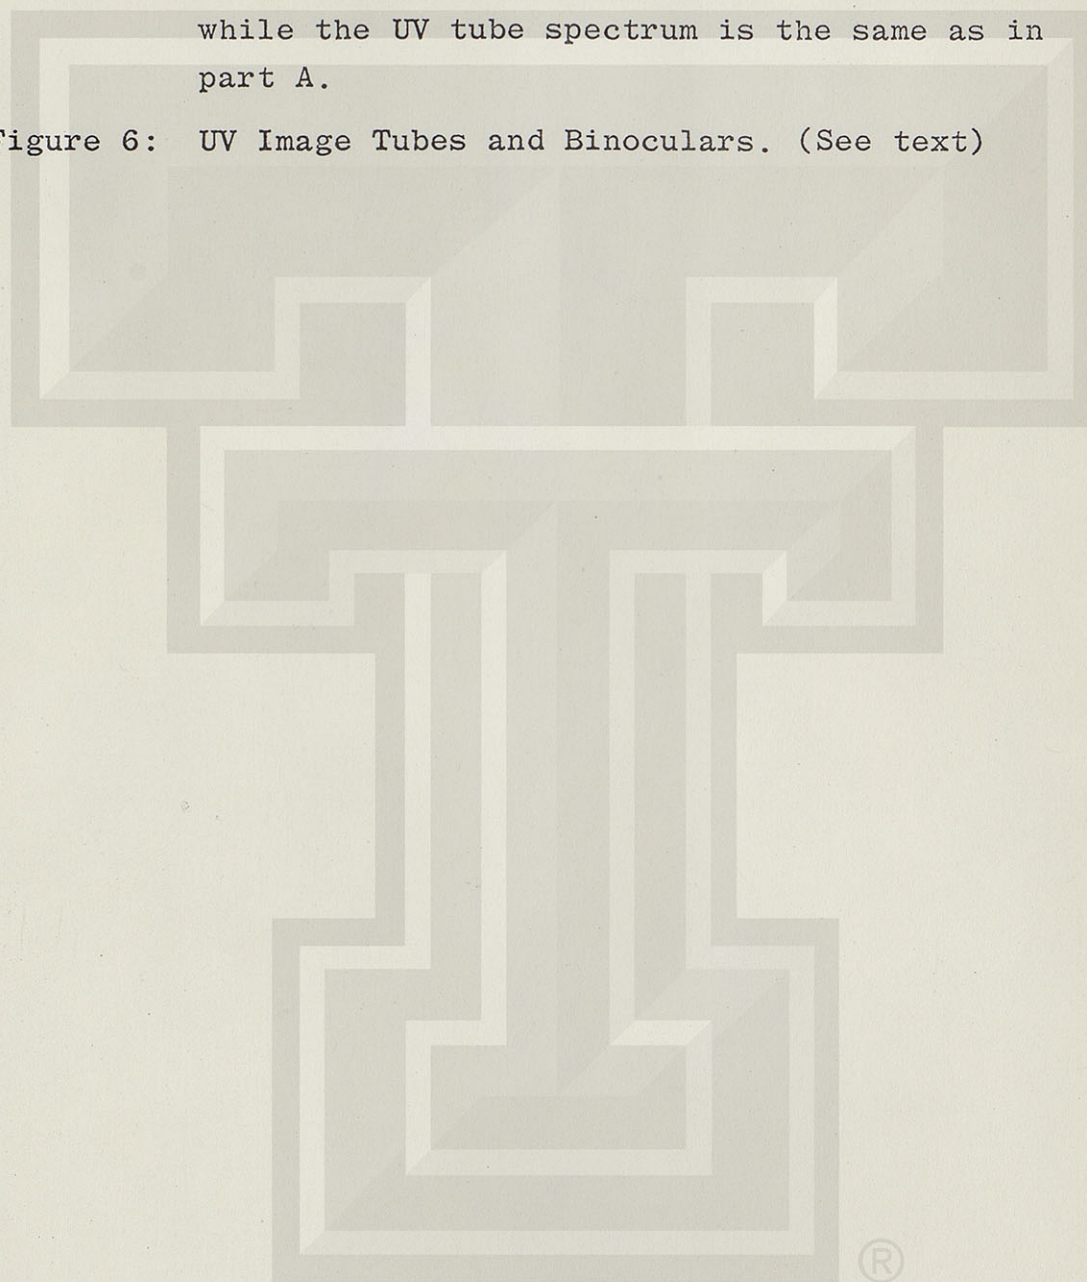 while the UV tube spectrum is the same as in
part A.
Figure 6: UV Image Tubes and Binoculars. (See text)
®